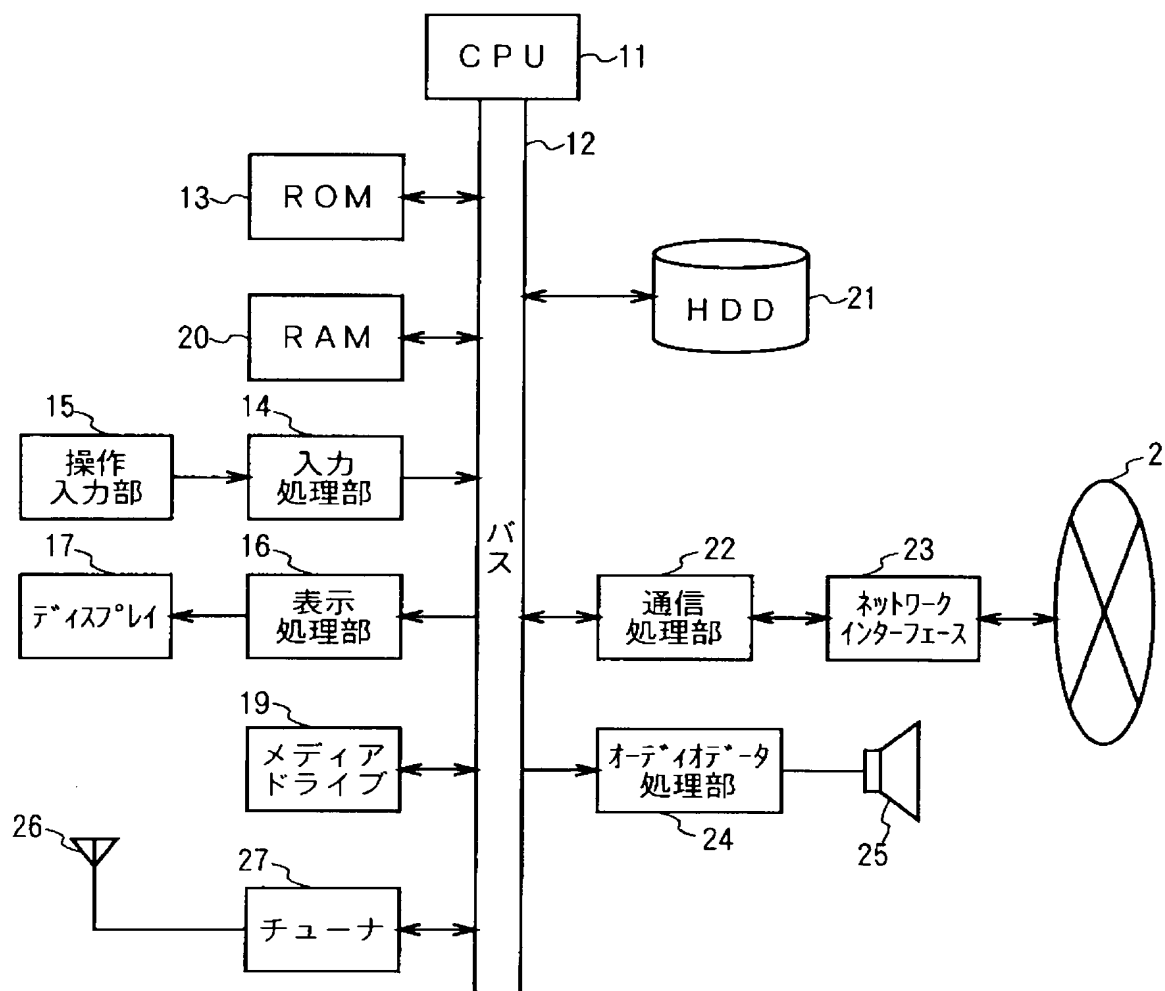 CPU
11
12
13
ROM
HDD
21
20
RAM
15
操作
入力部
14
入力
処理部
バス
17
ディスプレイ
16
表示
処理部
22
通信
処理部
23
ネットワーク
インターフェース
2
19
メディア
ドライブ
オーディオデータ
処理部
24
25
26
27
チューナ